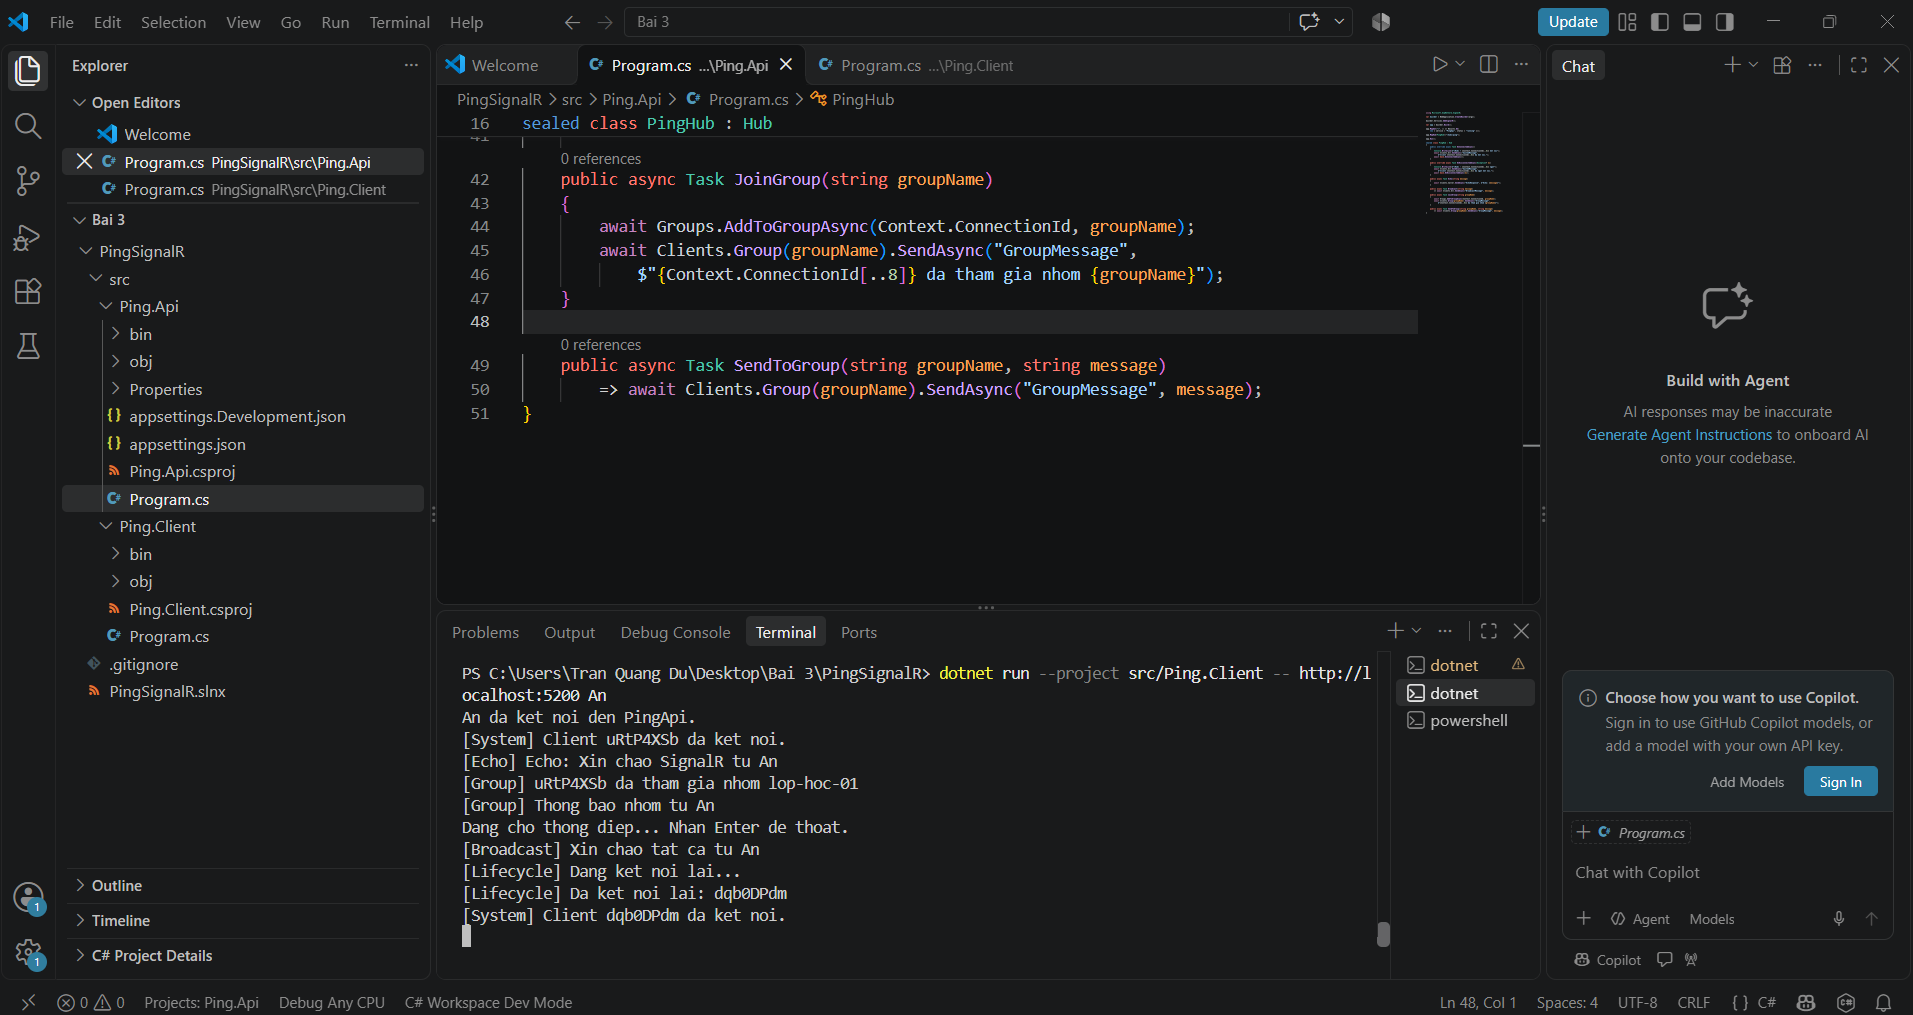 File Edit Selection View Go Run Terminal Help
Bai 3
Update
Explorer
Open Editors
Welcome
Program.cs PingSignalR\src\Ping.Api
Program.cs PingSignalR\src\Ping.Client
Bai 3
PingSignalR
src
Ping.Api
bin
obj
Properties
{} appsettings.Development.json
{} appsettings.json
Ping.Api.csproj
C# Program.cs
Ping.Client
bin
obj
Ping.Client.csproj
C# Program.cs
.gitignore
PingSignalR.slnx
Outline
Timeline
C# Project Details
1
1
Welcome
C# Program.cs ...\Ping.Api
C# Program.cs ...\Ping.Client
PingSignalR > src > Ping.Api > C# Program.cs > PingHub
16 sealed class PingHub : Hub
41
0 references
42 public async Task JoinGroup(string groupName)
43 {
44 await Groups.AddToGroupAsync(Context.ConnectionId, groupName);
45 await Clients.Group(groupName).SendAsync("GroupMessage",
46 $"{Context.ConnectionId[..8]} da tham gia nhom {groupName}");
47 }
48
0 references
49 public async Task SendToGroup(string groupName, string message)
50 => await Clients.Group(groupName).SendAsync("GroupMessage", message);
51 }
Problems Output Debug Console Terminal Ports
PS C:\Users\Tran Quang Du\Desktop\Bai 3\PingSignalR> dotnet run --project src/Ping.Client -- http://l
ocalhost:5200 An
An da ket noi den PingApi.
[System] Client uRtP4XSb da ket noi.
[Echo] Echo: Xin chao SignalR tu An
[Group] uRtP4XSb da tham gia nhom lop-hoc-01
[Group] Thong bao nhom tu An
Dang cho thong diep... Nhan Enter de thoat.
[Broadcast] Xin chao tat ca tu An
[Lifecycle] Dang ket noi lai...
[Lifecycle] Da ket noi lai: dqb0DPdm
[System] Client dqb0DPdm da ket noi.
dotnet
dotnet
powershell
Chat
Build with Agent
AI responses may be inaccurate
Generate Agent Instructions to onboard AI
onto your codebase.
Choose how you want to use Copilot.
Sign in to use GitHub Copilot models, or
add a model with your own API key.
Add Models Sign In
C# Program.cs
Chat with Copilot
Agent Models
Copilot
0 0 Projects: Ping.Api Debug Any CPU C# Workspace Dev Mode
Ln 48, Col 1 Spaces: 4 UTF-8 CRLF {} C#